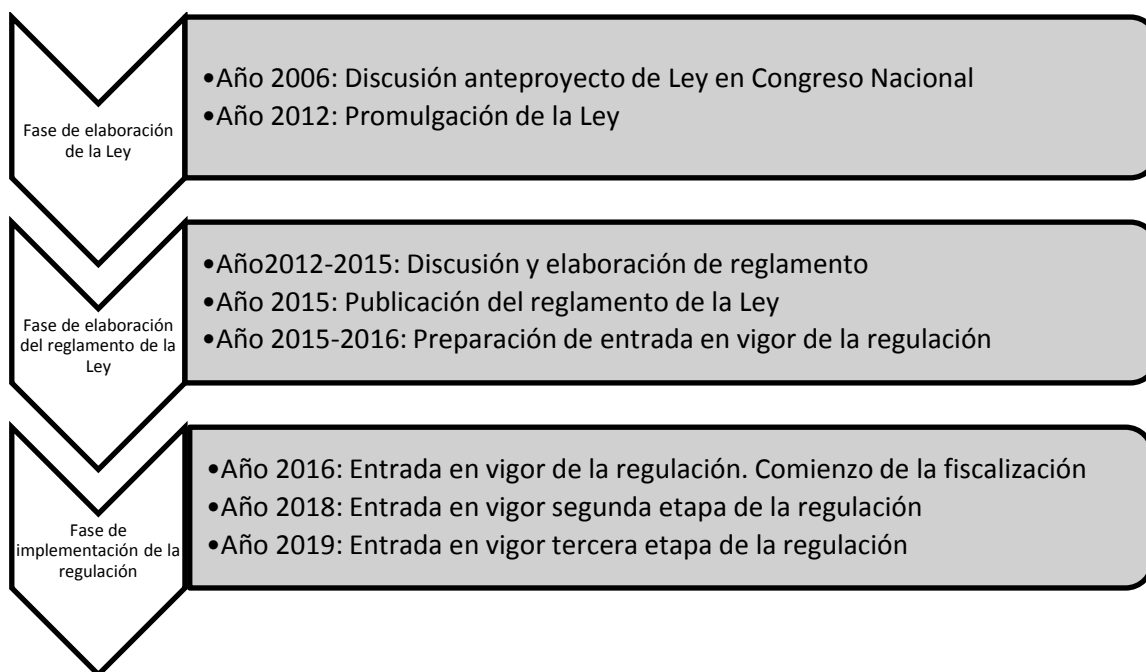 Fase de elaboración
de la Ley
•Año 2006: Discusión anteproyecto de Ley en Congreso Nacional
•Año 2012: Promulgación de la Ley
Fase de elaboración
del reglamento de la
Ley
•Año2012-2015: Discusión y elaboración de reglamento
•Año 2015: Publicación del reglamento de la Ley
•Año 2015-2016: Preparación de entrada en vigor de la regulación
Fase de
implementación de la
regulación
•Año 2016: Entrada en vigor de la regulación. Comienzo de la fiscalización
•Año 2018: Entrada en vigor segunda etapa de la regulación
•Año 2019: Entrada en vigor tercera etapa de la regulación